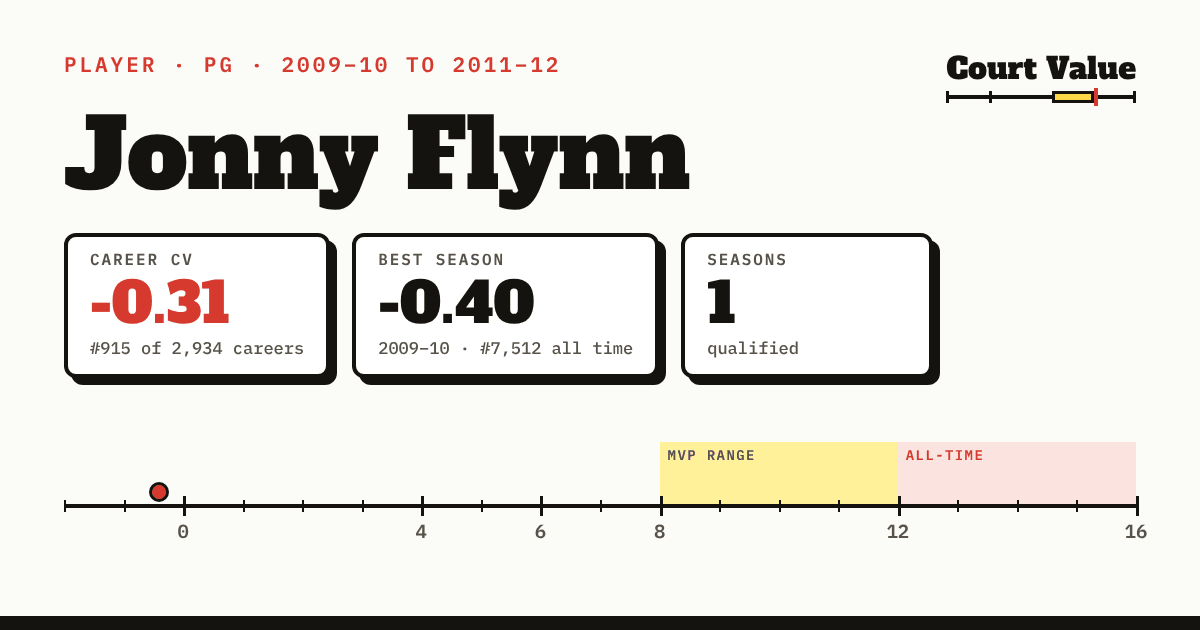 PLAYER · PG · 2009–10 TO 2011–12
Court Value
Jonny Flynn
CAREER CV
-0.31
#915 of 2,934 careers
BEST SEASON
-0.40
2009–10 · #7,512 all time
SEASONS
1
qualified
MVP RANGE
ALL-TIME
0
4
6
8
12
16